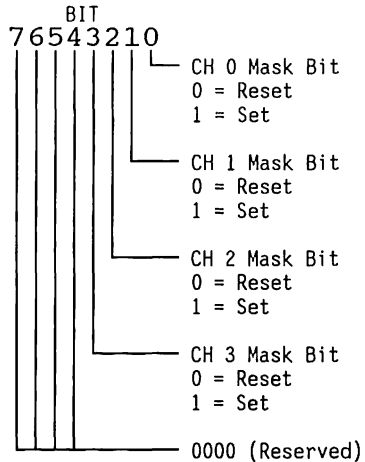 BIT
76543210
CH 0 Mask Bit
0 = Reset
1 = Set
CH 1 Mask Bit
0 = Reset
1 = Set
CH 2 Mask Bit
0 = Reset
1 = Set
CH 3 Mask Bit
0 = Reset
1 = Set
0000 (Reserved)